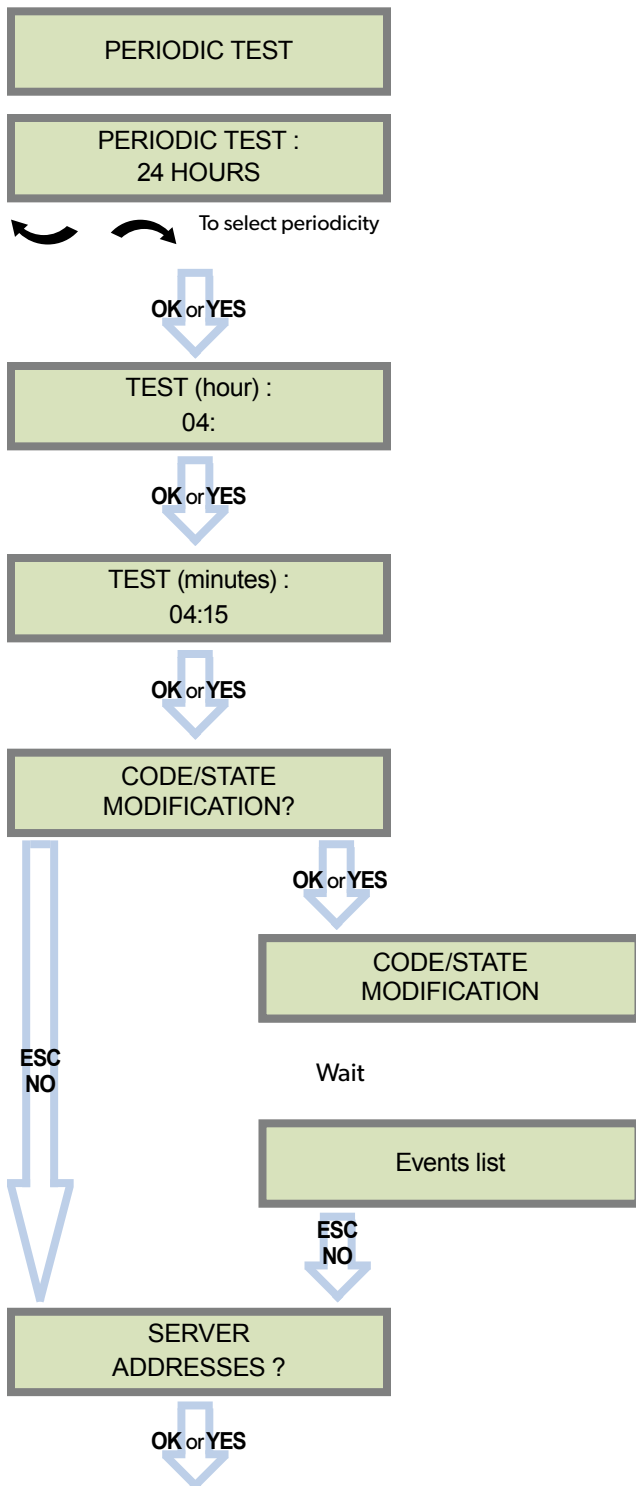 PERIODIC TEST
PERIODIC TEST :
24 HOURS
To select periodicity
OK or YES
TEST (hour) :
04:
OK or YES
TEST (minutes) :
04:15
OK or YES
CODE/STATE
MODIFICATION?
OK or YES
CODE/STATE
MODIFICATION
ESC
NO
Wait
Events list
ESC
NO
SERVER
ADDRESSES ?
OK or YES